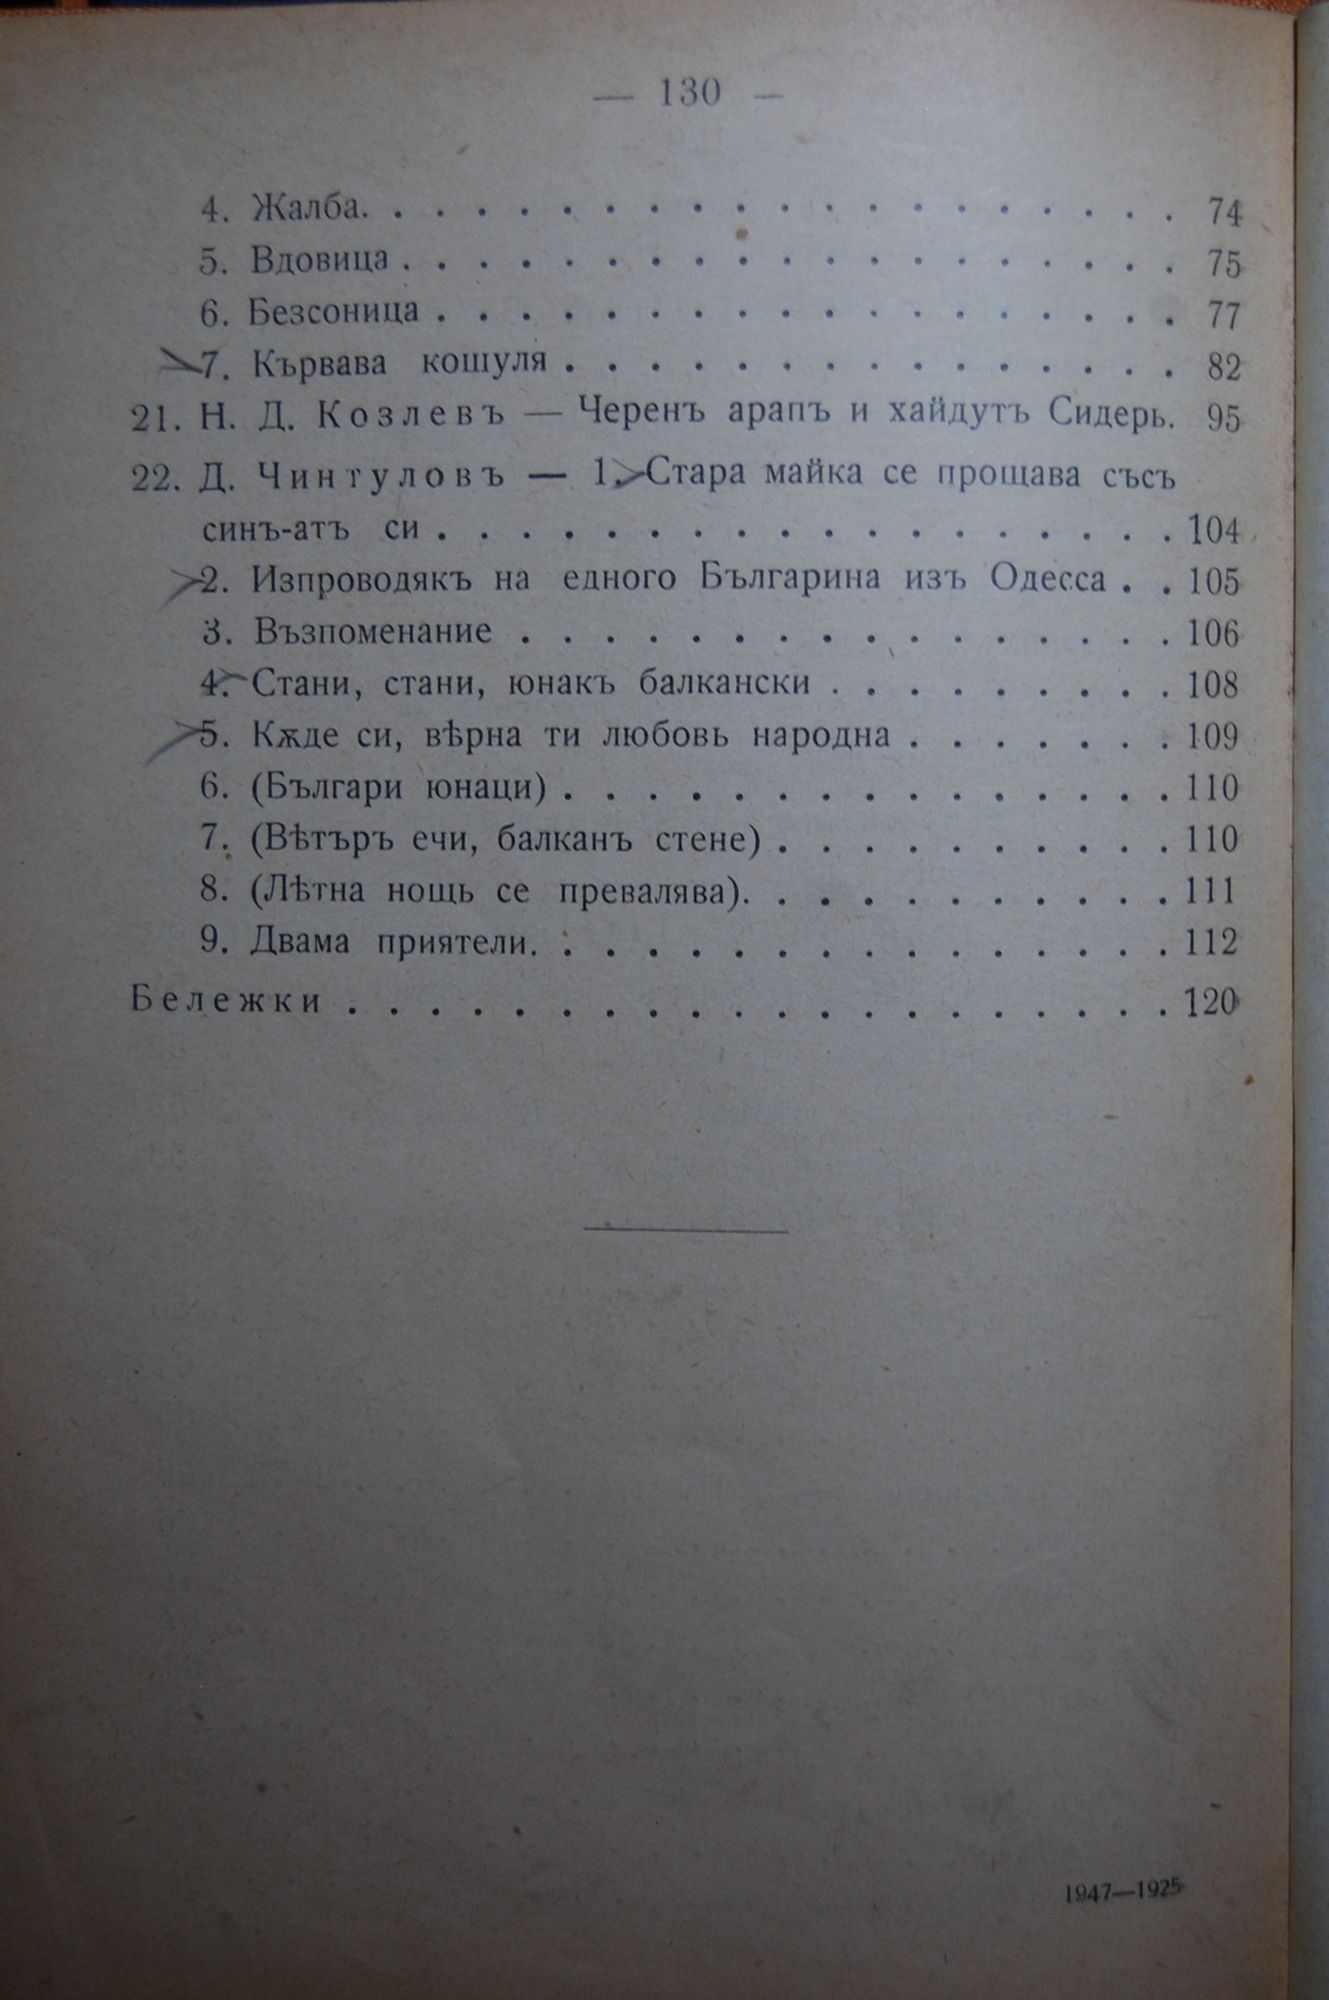 — 130 —
4. Жалба. . . . . . . . . . . . . . . . . . . . 74
5. Вдовица . . . . . . . . . . . . . . . . . . . 75
6. Безсоница . . . . . . . . . . . . . . . . . . 77
7. Кървава кошуля . . . . . . . . . . . . . . . 82
21. Н. Д. Козлевъ — Черенъ арапъ и хайдутъ Сидерь. 95
22. Д. Чинтуловъ — 1. Стара майка се прощава със
синъ-атъ си . . . . . . . . . . . . . . . . . . 104
2. Изпроводякъ на едного Българина изъ Одесса . . 105
3. Възпоменание . . . . . . . . . . . . . . . . 106
4. Стани, стани, юнакъ балкански . . . . . . . . . 108
5. Кѫде си, вѣрна ти любовь народна . . . . . . . 109
6. (Българи юнаци) . . . . . . . . . . . . . . . 110
7. (Вѣтъръ ечи, балканъ стене) . . . . . . . . . . 110
8. (Лѣтна нощь се превалява). . . . . . . . . . . 111
9. Двама приятели. . . . . . . . . . . . . . . . 112
Бележки . . . . . . . . . . . . . . . . . . . . 120
1947—1925